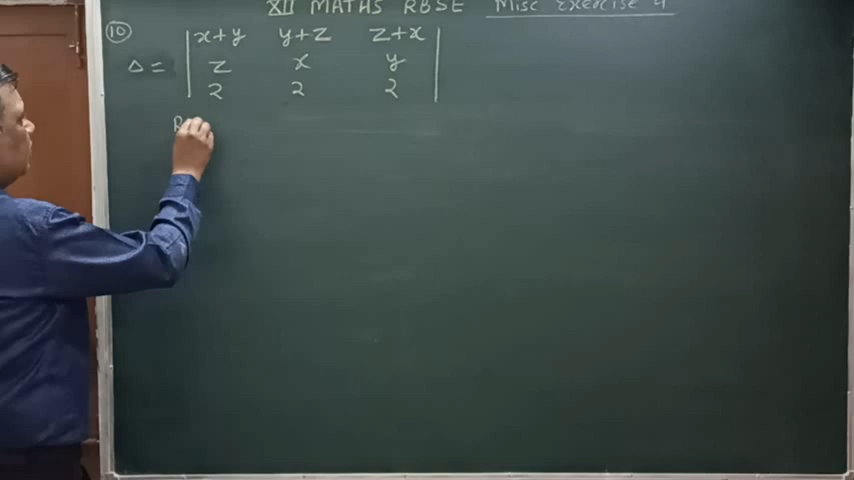 XII MATHS RBSE Misc Exercise 4
10 x+y y+z z+x
Δ = z x y
2 2 2
R